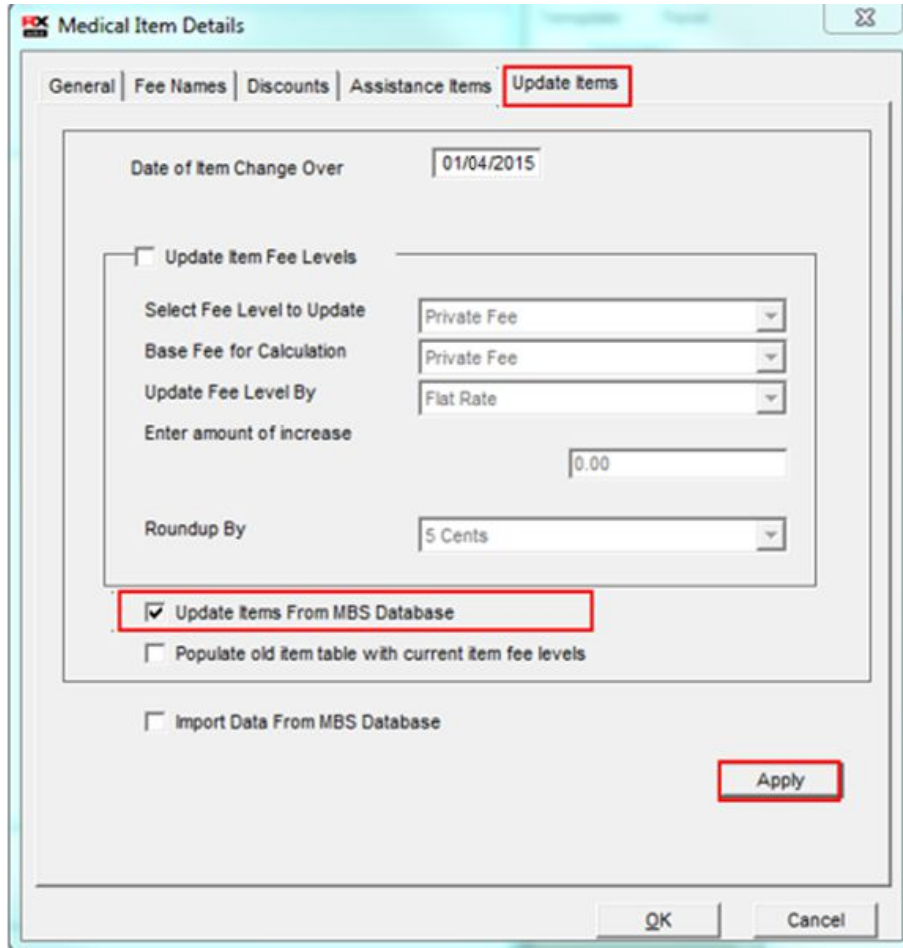 RX
Medical Item Details
General Fee Names Discounts Assistance Items Update Items
Date of Item Change Over 01/04/2015
Update Item Fee Levels
Select Fee Level to Update Private Fee
Base Fee for Calculation Private Fee
Update Fee Level By Flat Rate
Enter amount of increase
0.00
Roundup By 5 Cents
Update Items From MBS Database
Populate old item table with current item fee levels
Import Data From MBS Database
Apply
OK Cancel